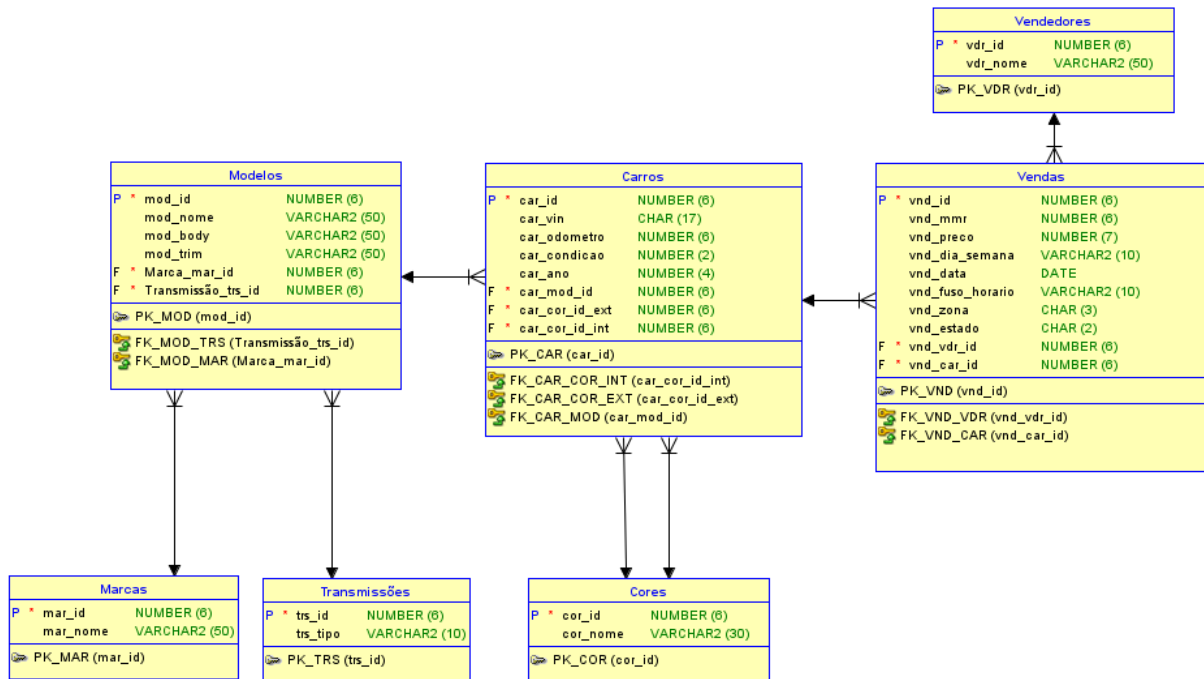 Vendedores
P * vdr_id NUMBER (6)
vdr_nome VARCHAR2 (50)
PK_VDR (vdr_id)
Modelos
P * mod_id NUMBER (6)
mod_nome VARCHAR2 (50)
mod_body VARCHAR2 (50)
mod_trim VARCHAR2 (50)
F * Marca_mar_id NUMBER (6)
F * Transmissão_trs_id NUMBER (6)
PK_MOD (mod_id)
FK_MOD_TRS (Transmissão_trs_id)
FK_MOD_MAR (Marca_mar_id)
Carros
P * car_id NUMBER (6)
car_vin CHAR (17)
car_odometro NUMBER (6)
car_condicao NUMBER (2)
car_ano NUMBER (4)
F * car_mod_id NUMBER (6)
F * car_cor_id_ext NUMBER (6)
F * car_cor_id_int NUMBER (6)
PK_CAR (car_id)
FK_CAR_COR_INT (car_cor_id_int)
FK_CAR_COR_EXT (car_cor_id_ext)
FK_CAR_MOD (car_mod_id)
Vendas
P * vnd_id NUMBER (6)
vnd_mmr NUMBER (6)
vnd_preco NUMBER (7)
vnd_dia_semana VARCHAR2 (10)
vnd_data DATE
vnd_fuso_horario VARCHAR2 (10)
vnd_zona CHAR (3)
vnd_estado CHAR (2)
F * vnd_vdr_id NUMBER (6)
F * vnd_car_id NUMBER (6)
PK_VND (vnd_id)
FK_VND_VDR (vnd_vdr_id)
FK_VND_CAR (vnd_car_id)
Marcas
P * mar_id NUMBER (6)
mar_nome VARCHAR2 (50)
PK_MAR (mar_id)
Transmissões
P * trs_id NUMBER (6)
trs_tipo VARCHAR2 (10)
PK_TRS (trs_id)
Cores
P * cor_id NUMBER (6)
cor_nome VARCHAR2 (30)
PK_COR (cor_id)